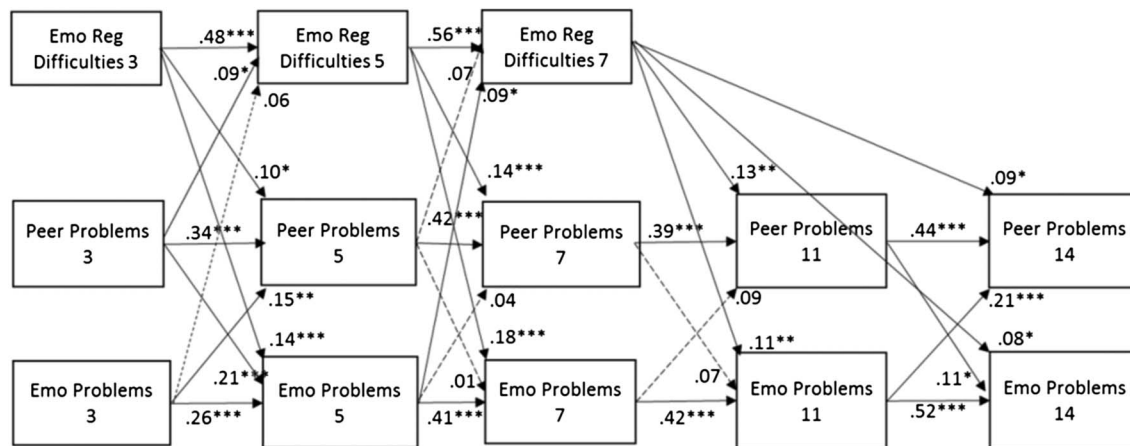 Emo Reg
Difficulties 3
.48***
Emo Reg
Difficulties 5
.56***
Emo Reg
Difficulties 7
.09*
.06
.07
.09*
.10*
.14***
.13**
.09*
Peer Problems
3
.34***
Peer Problems
5
.42***
Peer Problems
7
.39***
Peer Problems
11
.44***
Peer Problems
14
.15**
.04
.09
.21***
.14***
.18***
.11**
.08*
Emo Problems
3
.21***
.26***
Emo Problems
5
.01
.41***
Emo Problems
7
.07
.42***
Emo Problems
11
.11*
.52***
Emo Problems
14